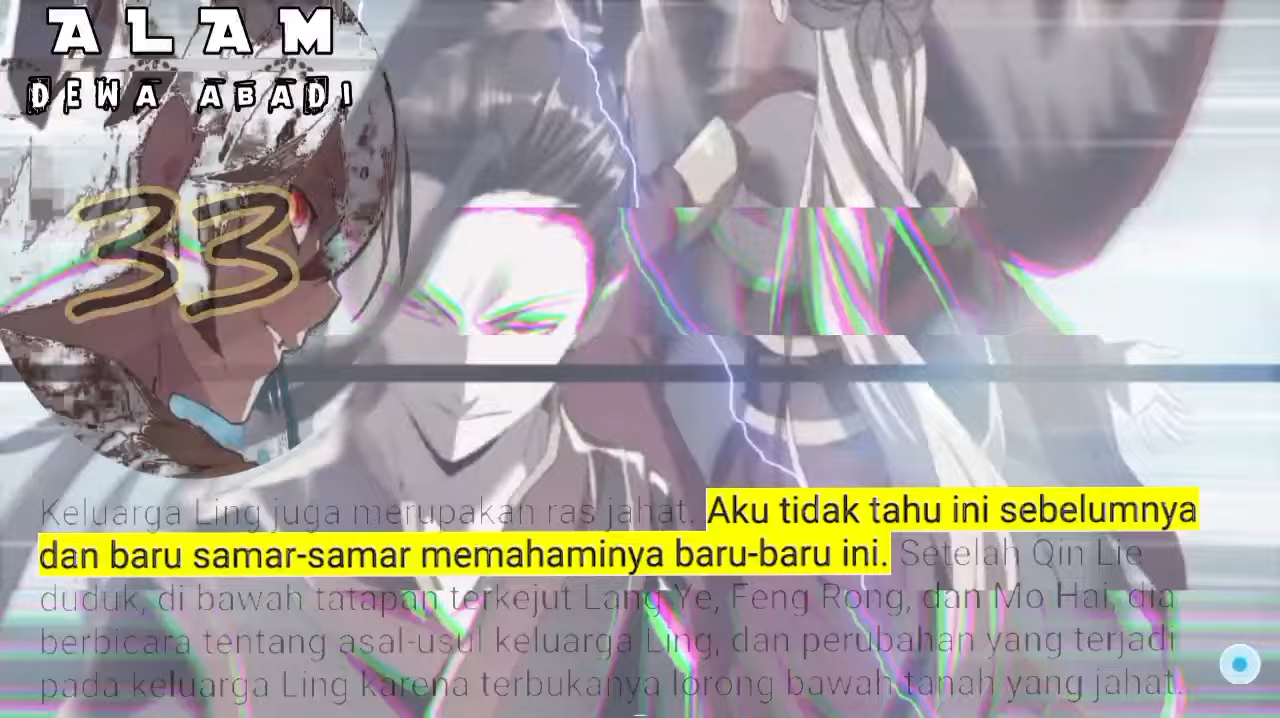 ALAM
DEWA ABADI
33
Keluarga Ling juga merupakan ras jahat. Aku tidak tahu ini sebelumnya
dan baru samar-samar memahaminya baru-baru ini. Setelah Qin Lie
duduk, di bawah tatapan terkejut Lang Ye, Feng Rong, dan Mo Hai, dia
berbicara tentang asal-usul keluarga Ling, dan perubahan yang terjadi
pada keluarga Ling karena terbukanya lorong bawah tanah yang jahat.